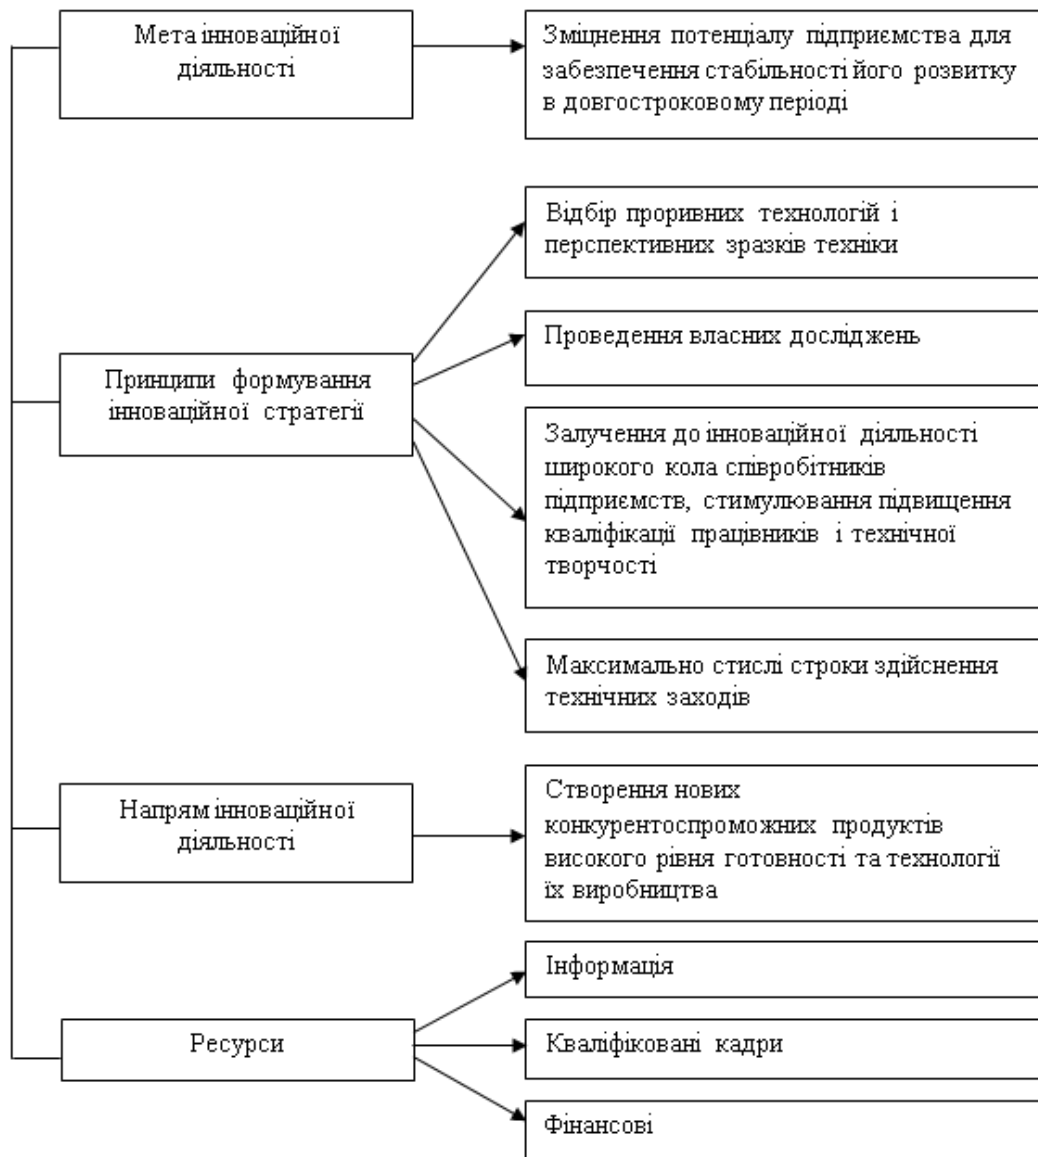 Мета інноваційної
діяльності
Зміцнення потенціалу підприємства для
забезпечення стабільності його розвитку
в довгостроковому періоді
Відбір проривних технологій і
перспективних зразків техніки
Проведення власних досліджень
Принципи формування
інноваційної стратегії
Залучення до інноваційної діяльності
широкого кола співробітників
підприємств, стимулювання підвищення
кваліфікації працівників і технічної
творчості
Максимально стислі строки здійснення
технічних заходів
Напрям інноваційної
діяльності
Створення нових
конкурентоспроможних продуктів
високого рівня готовності та технології
їх виробництва
Ресурси
Інформація
Кваліфіковані кадри
Фінансові